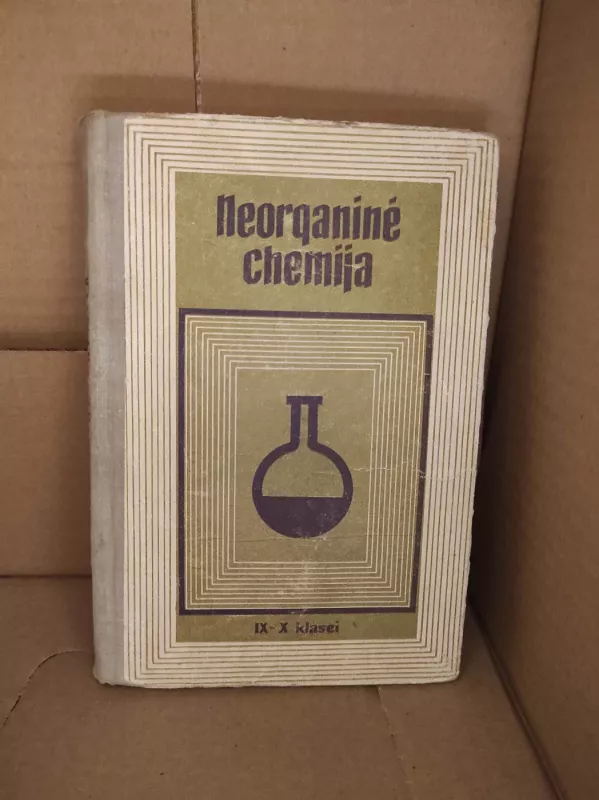 Neorganinė
chemija
IX-X klasei